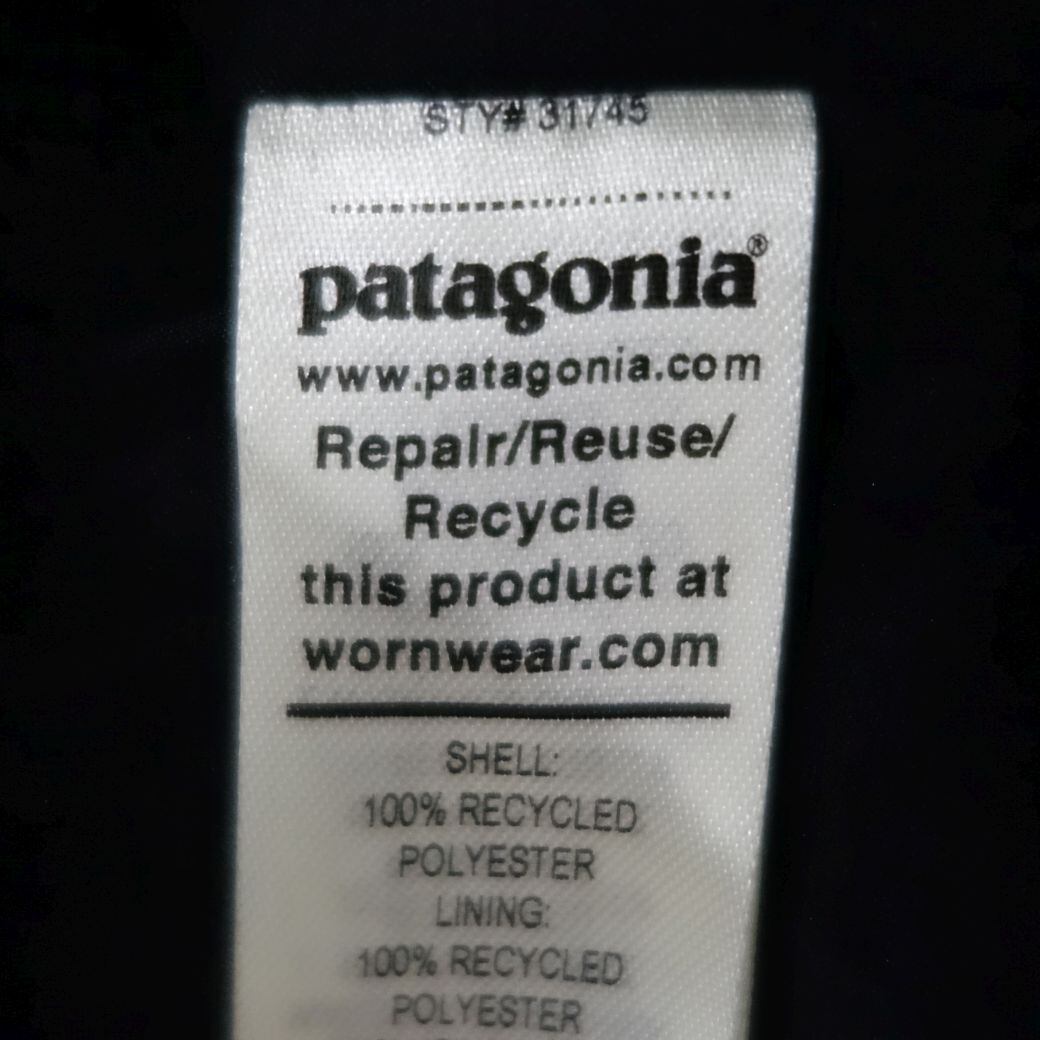 STY# 31745
patagonia®
www.patagonia.com
Repair/Reuse/
Recycle
this product at
wornwear.com
SHELL:
100% RECYCLED
POLYESTER
LINING:
100% RECYCLED
POLYESTER